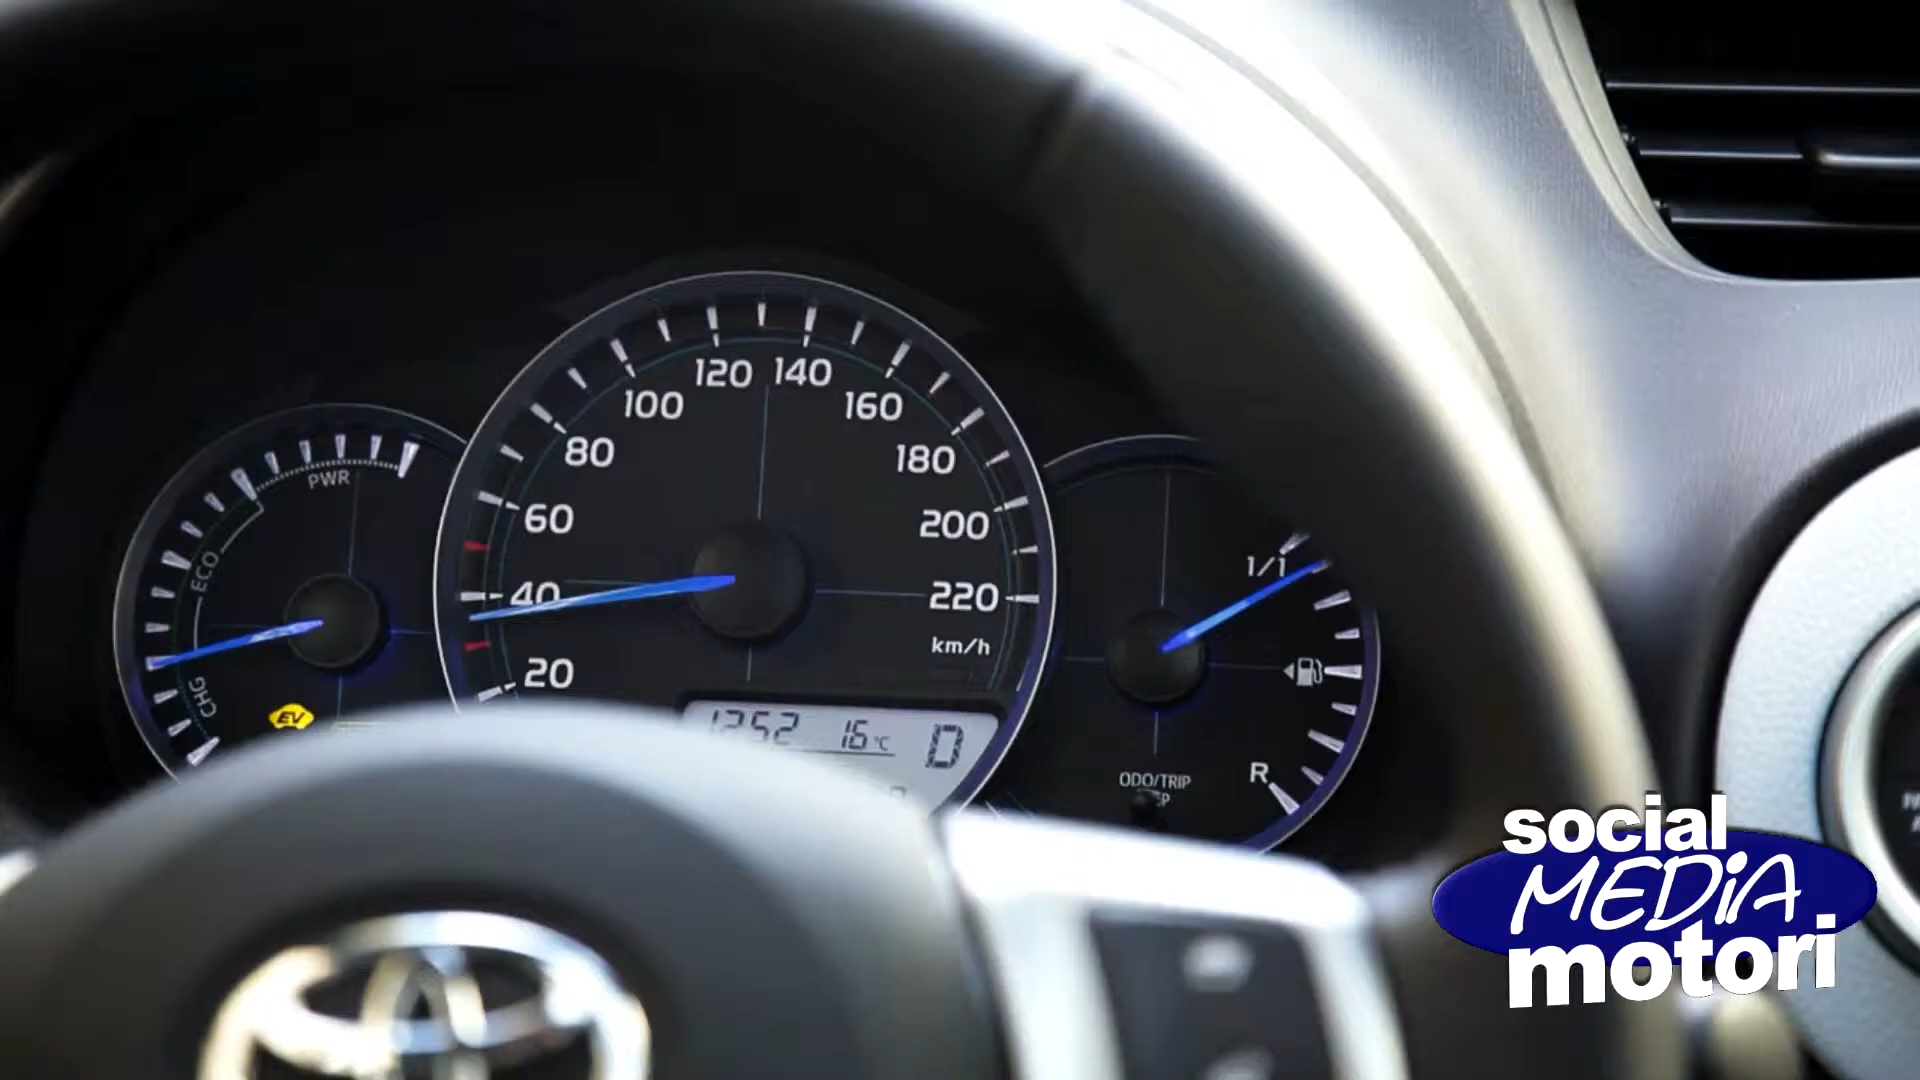 120 140
100 160
80 180
60 200
40 220
km/h
20
PWR
ECO
CHG
EV
1252 16°C D
1/1
R
ODO/TRIP
social
MEDiA
motori